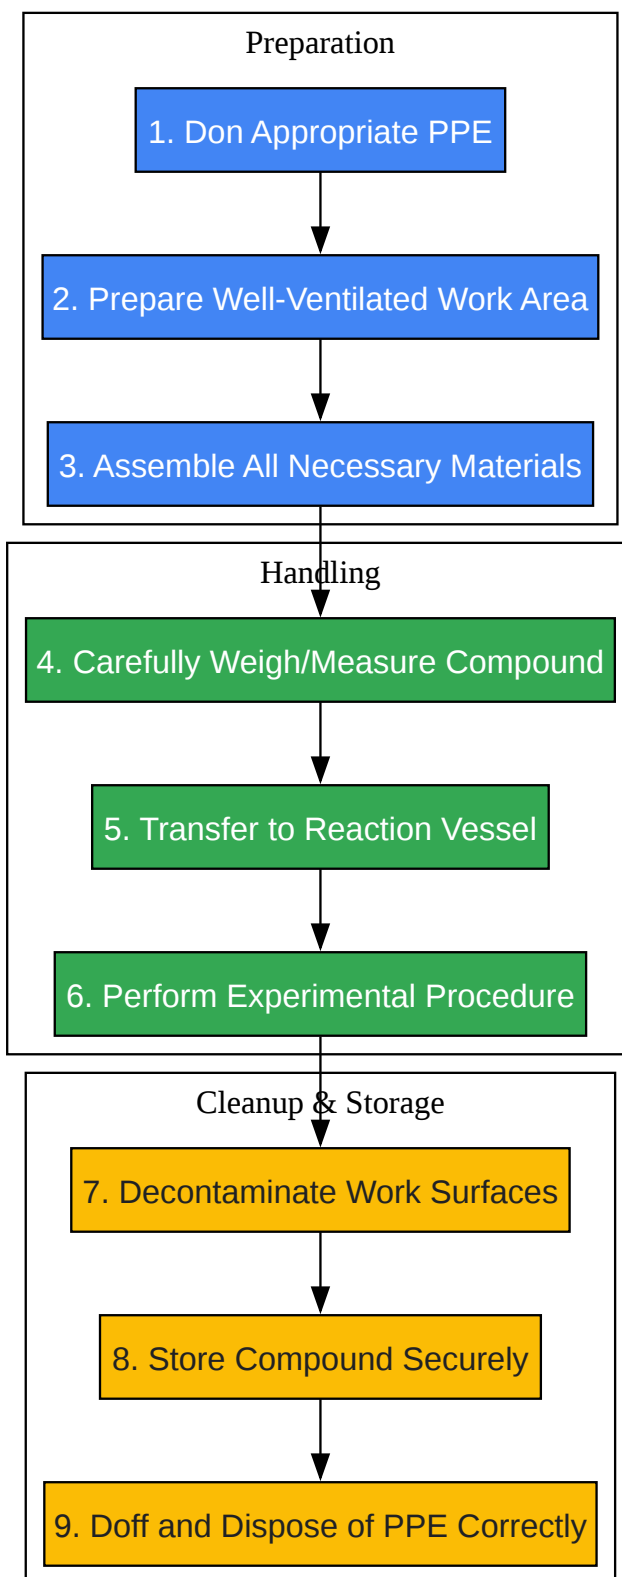 Preparation
1. Don Appropriate PPE
2. Prepare Well-Ventilated Work Area
3. Assemble All Necessary Materials
Handling
4. Carefully Weigh/Measure Compound
5. Transfer to Reaction Vessel
6. Perform Experimental Procedure
Cleanup & Storage
7. Decontaminate Work Surfaces
8. Store Compound Securely
9. Doff and Dispose of PPE Correctly